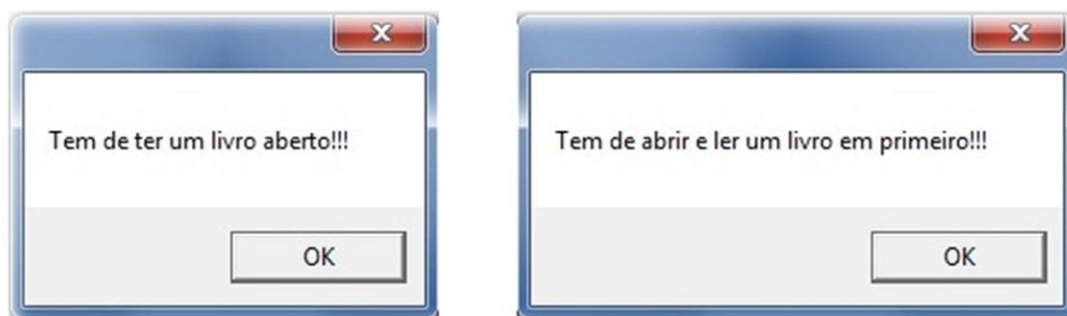 Tem de ter um livro aberto!!!
OK
Tem de abrir e ler um livro em primeiro!!!
OK